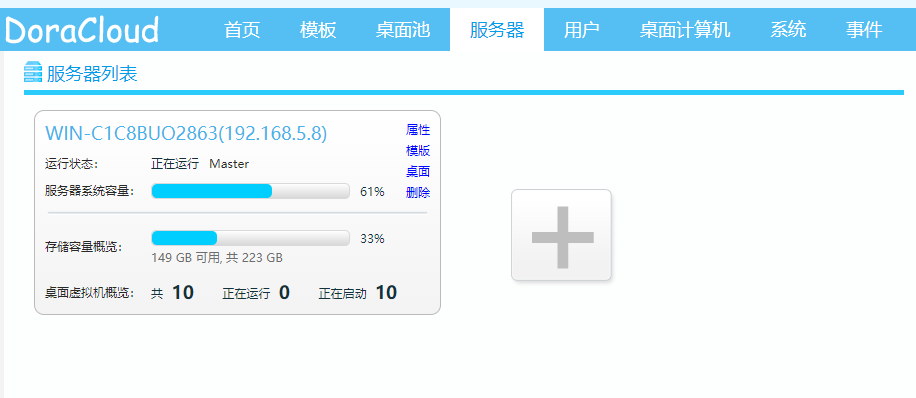 DoraCloud 首页 模板 桌面池 服务器 用户 桌面计算机 系统 事件
服务器列表
WIN-C1C8BUO2863(192.168.5.8)
属性
模版
桌面
删除
运行状态: 正在运行 Master
服务器系统容量: 61%
存储容量概览: 33%
149 GB 可用, 共 223 GB
桌面虚拟机概览: 共 10 正在运行 0 正在启动 10